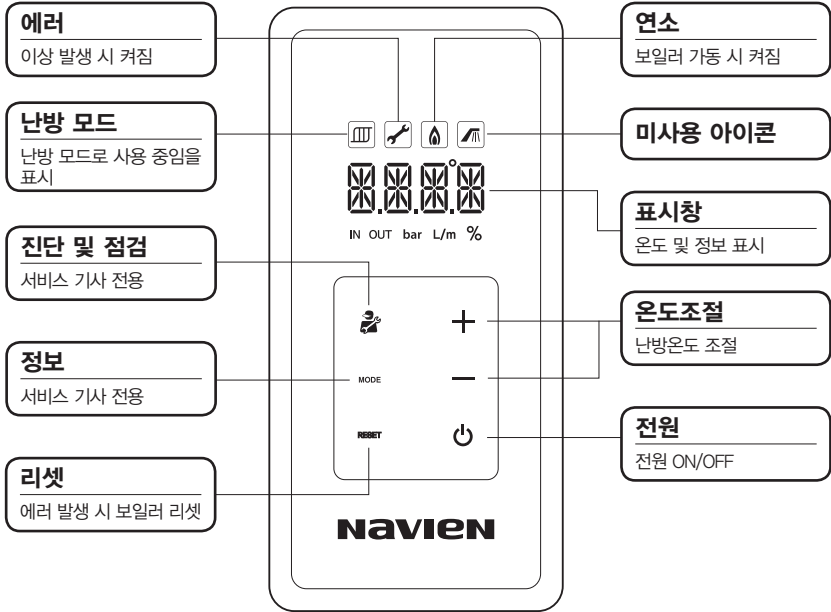 에러
이상 발생 시 켜짐
난방 모드
난방 모드로 사용 중임을
표시
진단 및 점검
서비스 기사 전용
정보
서비스 기사 전용
리셋
에러 발생 시 보일러 리셋
IN OUT bar L/m %
MODE
RESET
NAVIEN
연소
보일러 가동 시 켜짐
미사용 아이콘
표시창
온도 및 정보 표시
온도조절
난방온도 조절
전원
전원 ON/OFF